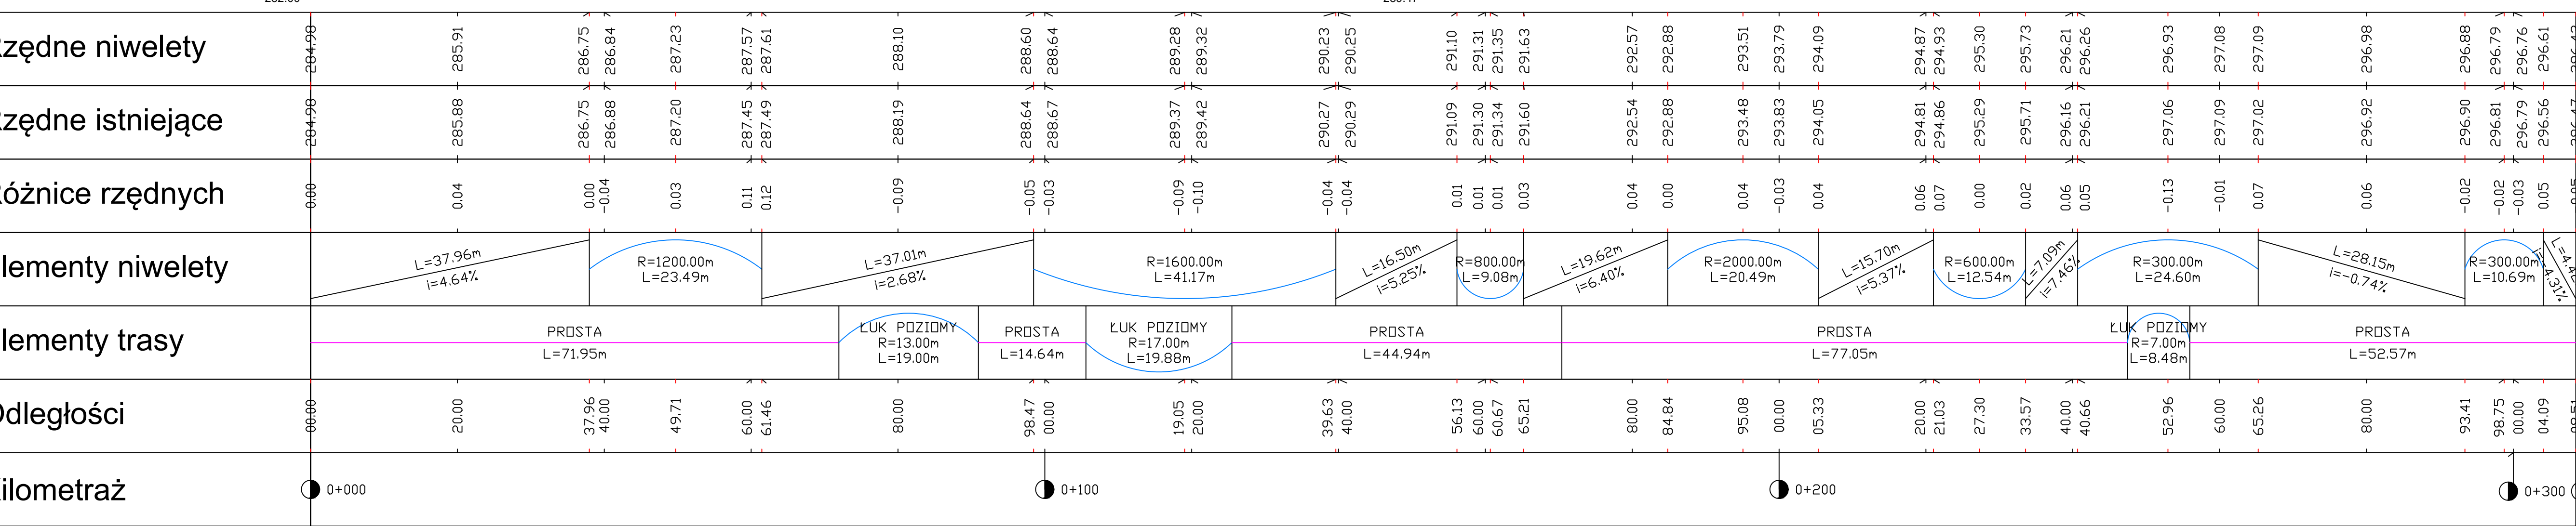 rzędne niwelety 284.98 285.91 286.75 286.84 287.23 287.57 287.61 288.10 288.60 288.64 289.28 289.32 290.23 290.25 291.10 291.31 291.35 291.63 292.57 292.88 293.51 293.79 294.09 294.87 294.93 295.30 295.73 296.21 296.26 296.93 297.08 297.09 296.98 296.88 296.79 296.76 296.61
rzędne istniejące 284.98 285.88 286.75 286.88 287.20 287.45 287.49 288.19 288.64 288.67 289.37 289.42 290.27 290.29 291.09 291.30 291.34 291.60 292.54 292.88 293.48 293.83 294.05 294.81 294.86 295.29 295.71 296.16 296.21 297.06 297.09 297.02 296.92 296.90 296.81 296.79 296.56
óżnice rzędnych 0.00 0.04 0.00 -0.04 0.03 0.11 0.12 -0.09 -0.05 -0.03 -0.09 -0.10 -0.04 -0.04 0.01 0.01 0.01 0.03 0.04 0.00 0.04 -0.03 0.04 0.06 0.07 0.00 0.02 0.06 0.05 -0.13 -0.01 0.07 0.06 -0.02 -0.02 -0.03 0.05
lementy niwelety
L=37.96m
i=4.64%
R=1200.00m
L=23.49m
L=37.01m
i=2.68%
R=1600.00m
L=41.17m
L=16.50m
i=5.25%
R=800.00m
L=9.08m
L=19.62m
i=6.40%
R=2000.00m
L=20.49m
L=15.70m
i=5.37%
R=600.00m
L=12.54m
L=7.09m
i=7.46%
R=300.00m
L=24.60m
L=28.15m
i=-0.74%
R=300.00m
L=10.69m
lementy trasy
PROSTA
L=71.95m
ŁUK POZIOMY
R=13.00m
L=19.00m
PROSTA
L=14.64m
ŁUK POZIOMY
R=17.00m
L=19.88m
PROSTA
L=44.94m
PROSTA
L=77.05m
ŁUK POZIOMY
R=7.00m
L=8.48m
PROSTA
L=52.57m
dległości 00.00 20.00 37.96 40.00 49.71 60.00 61.46 80.00 98.47 00.00 19.05 20.00 39.63 40.00 56.13 60.00 60.67 65.21 80.00 84.84 95.08 00.00 05.33 20.00 21.03 27.30 33.57 40.00 40.66 52.96 60.00 65.26 80.00 93.41 98.75 00.00 04.09
ilometraż 0+000 0+100 0+200 0+300